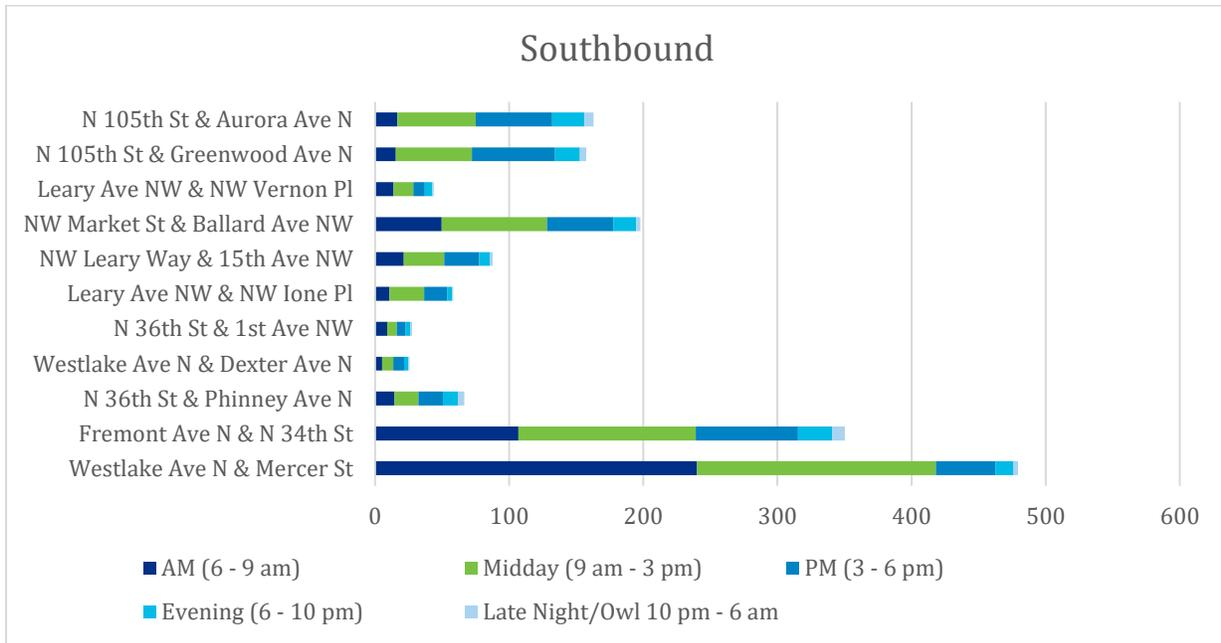 Southbound
N 105th St & Aurora Ave N
N 105th St & Greenwood Ave N
Leary Ave NW & NW Vernon Pl
NW Market St & Ballard Ave NW
NW Leary Way & 15th Ave NW
Leary Ave NW & NW Ione Pl
N 36th St & 1st Ave NW
Westlake Ave N & Dexter Ave N
N 36th St & Phinney Ave N
Fremont Ave N & N 34th St
Westlake Ave N & Mercer St
0 100 200 300 400 500 600
AM (6 - 9 am) Midday (9 am - 3 pm) PM (3 - 6 pm)
Evening (6 - 10 pm) Late Night/Owl 10 pm - 6 am